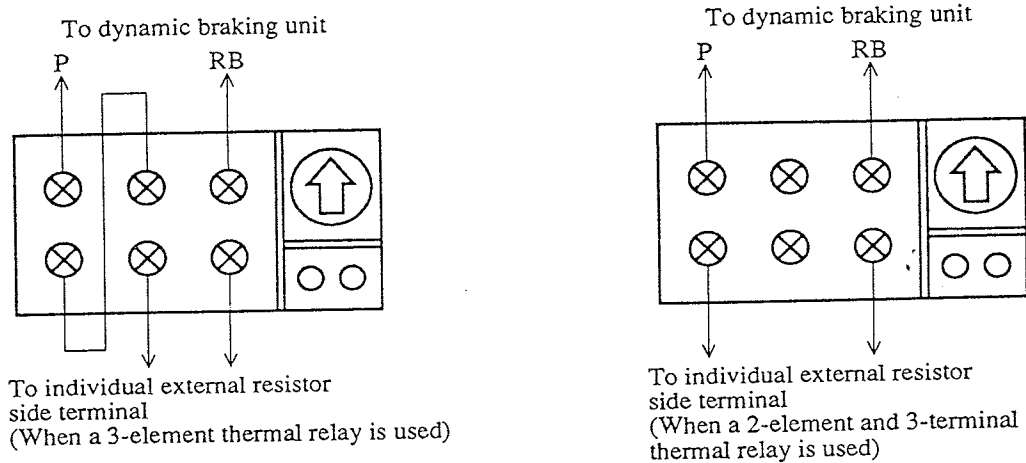 To dynamic braking unit
P
RB
To individual external resistor
side terminal
(When a 3-element thermal relay is used)
To dynamic braking unit
P
RB
To individual external resistor
side terminal
(When a 2-element and 3-terminal
thermal relay is used)